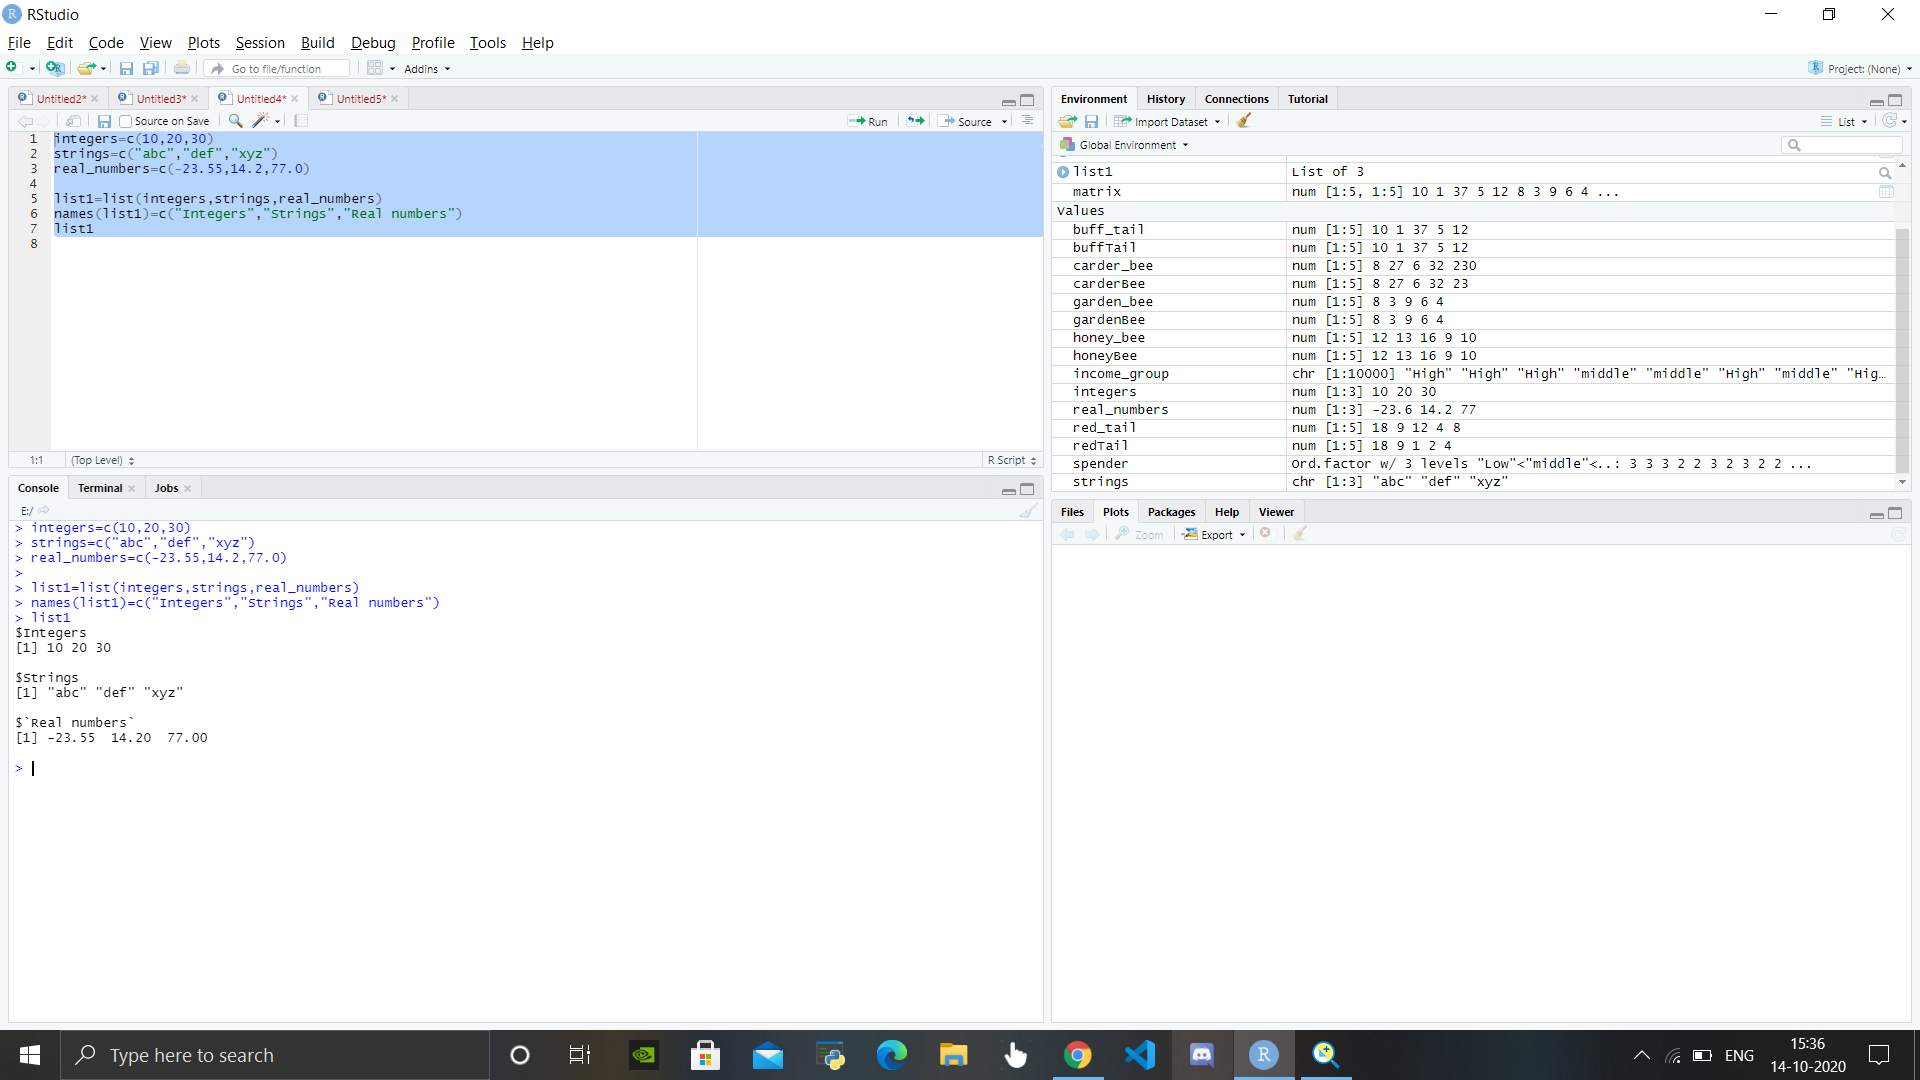 RStudio
File Edit Code View Plots Session Build Debug Profile Tools Help
Go to file/function Addins Project: (None)
Untitled2* Untitled3* Untitled4* Untitled5*
Source on Save Run Source
1 integers=c(10,20,30)
2 strings=c("abc","def","xyz")
3 real_numbers=c(-23.55,14.2,77.0)
4
5 list1=list(integers,strings,real_numbers)
6 names(list1)=c("Integers","Strings","Real numbers")
7 list1
8
1:1 (Top Level) R Script
Console Terminal Jobs
E:/
> integers=c(10,20,30)
> strings=c("abc","def","xyz")
> real_numbers=c(-23.55,14.2,77.0)
>
> list1=list(integers,strings,real_numbers)
> names(list1)=c("Integers","Strings","Real numbers")
> list1
$Integers
[1] 10 20 30
$Strings
[1] "abc" "def" "xyz"
$`Real numbers`
[1] -23.55  14.20  77.00
>
Environment History Connections Tutorial
Import Dataset List
Global Environment
list1 List of 3
matrix num [1:5, 1:5] 10 1 37 5 12 8 3 9 6 4 ...
Values
buff_tail num [1:5] 10 1 37 5 12
buffTail num [1:5] 10 1 37 5 12
carder_bee num [1:5] 8 27 6 32 230
carderBee num [1:5] 8 27 6 32 23
garden_bee num [1:5] 8 3 9 6 4
gardenBee num [1:5] 8 3 9 6 4
honey_bee num [1:5] 12 13 16 9 10
honeyBee num [1:5] 12 13 16 9 10
income_group chr [1:10000] "High" "High" "High" "middle" "middle" "High" "middle" "Hig…
integers num [1:3] 10 20 30
real_numbers num [1:3] -23.6 14.2 77
red_tail num [1:5] 18 9 12 4 8
redTail num [1:5] 18 9 1 2 4
spender Ord.factor w/ 3 levels "Low"<"middle"<..: 3 3 3 2 2 3 2 3 2 2 ...
strings chr [1:3] "abc" "def" "xyz"
Files Plots Packages Help Viewer
Zoom Export
Type here to search
ENG
15:36
14-10-2020